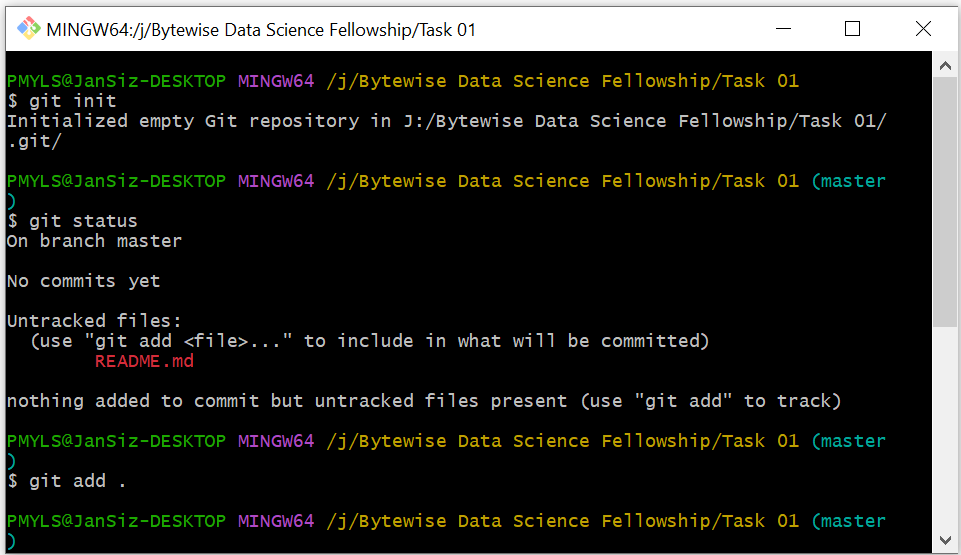 MINGW64:/j/Bytewise Data Science Fellowship/Task 01
PMYLS@JanSiz-DESKTOP MINGW64 /j/Bytewise Data Science Fellowship/Task 01
$ git init
Initialized empty Git repository in J:/Bytewise Data Science Fellowship/Task 01/
.git/
PMYLS@JanSiz-DESKTOP MINGW64 /j/Bytewise Data Science Fellowship/Task 01 (master
)
$ git status
On branch master
No commits yet
Untracked files:
  (use "git add <file>..." to include in what will be committed)
        README.md
nothing added to commit but untracked files present (use "git add" to track)
PMYLS@JanSiz-DESKTOP MINGW64 /j/Bytewise Data Science Fellowship/Task 01 (master
)
$ git add .
PMYLS@JanSiz-DESKTOP MINGW64 /j/Bytewise Data Science Fellowship/Task 01 (master
)